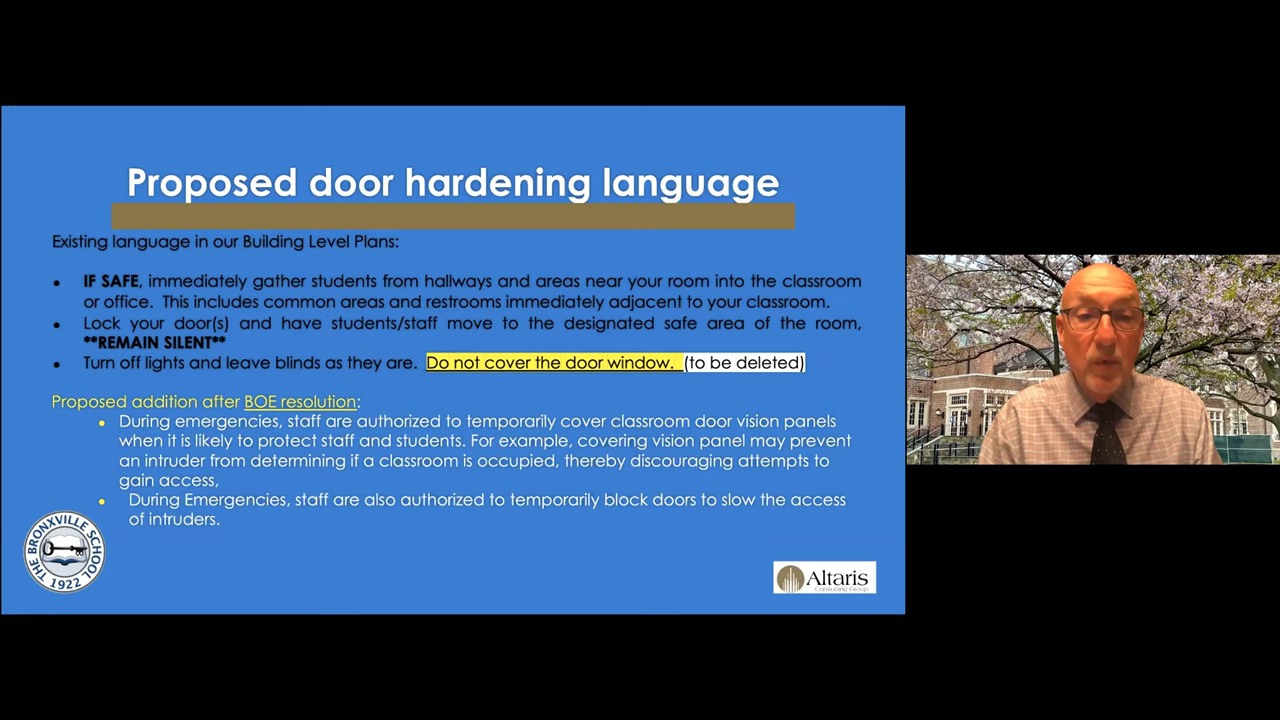 Proposed door hardening language
Existing language in our Building Level Plans:
● IF SAFE, immediately gather students from hallways and areas near your room into the classroom
or office. This includes common areas and restrooms immediately adjacent to your classroom.
● Lock your door(s) and have students/staff move to the designated safe area of the room,
**REMAIN SILENT**
● Turn off lights and leave blinds as they are. Do not cover the door window. (to be deleted)
Proposed addition after BOE resolution:
● During emergencies, staff are authorized to temporarily cover classroom door vision panels
when it is likely to protect staff and students. For example, covering vision panel may prevent
an intruder from determining if a classroom is occupied, thereby discouraging attempts to
gain access,
● During Emergencies, staff are also authorized to temporarily block doors to slow the access
of intruders.
THE BRONXVILLE SCHOOL
1922
Altaris
Consulting Group